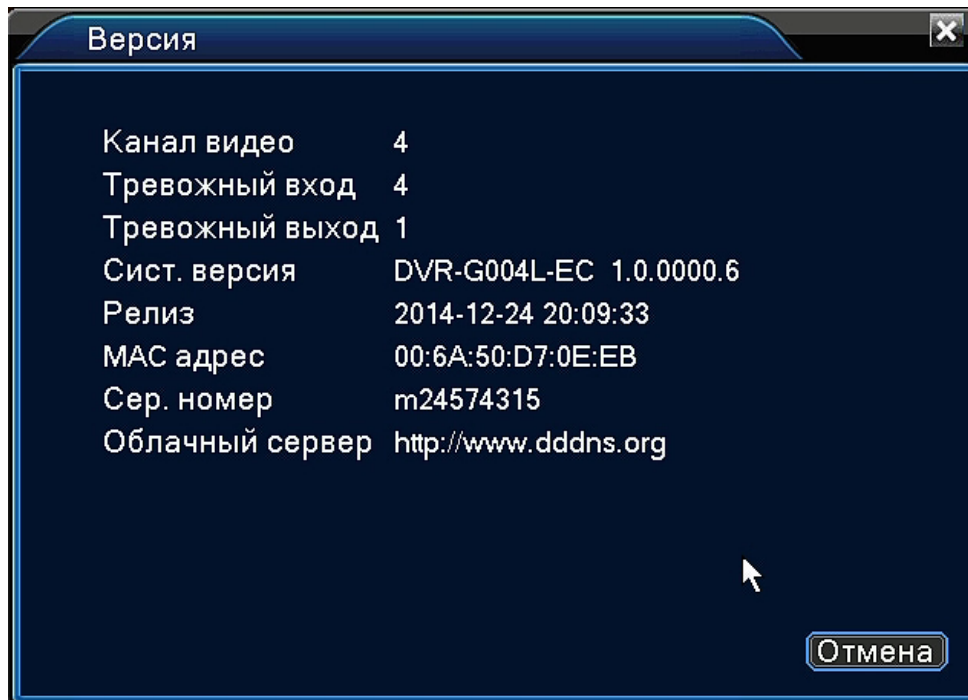 Версия
Канал видео 4
Тревожный вход 4
Тревожный выход 1
Сист. версия DVR-G004L-EC 1.0.0000.6
Релиз 2014-12-24 20:09:33
MAC адрес 00:6A:50:D7:0E:EB
Сер. номер m24574315
Облачный сервер http://www.dddns.org
Отмена